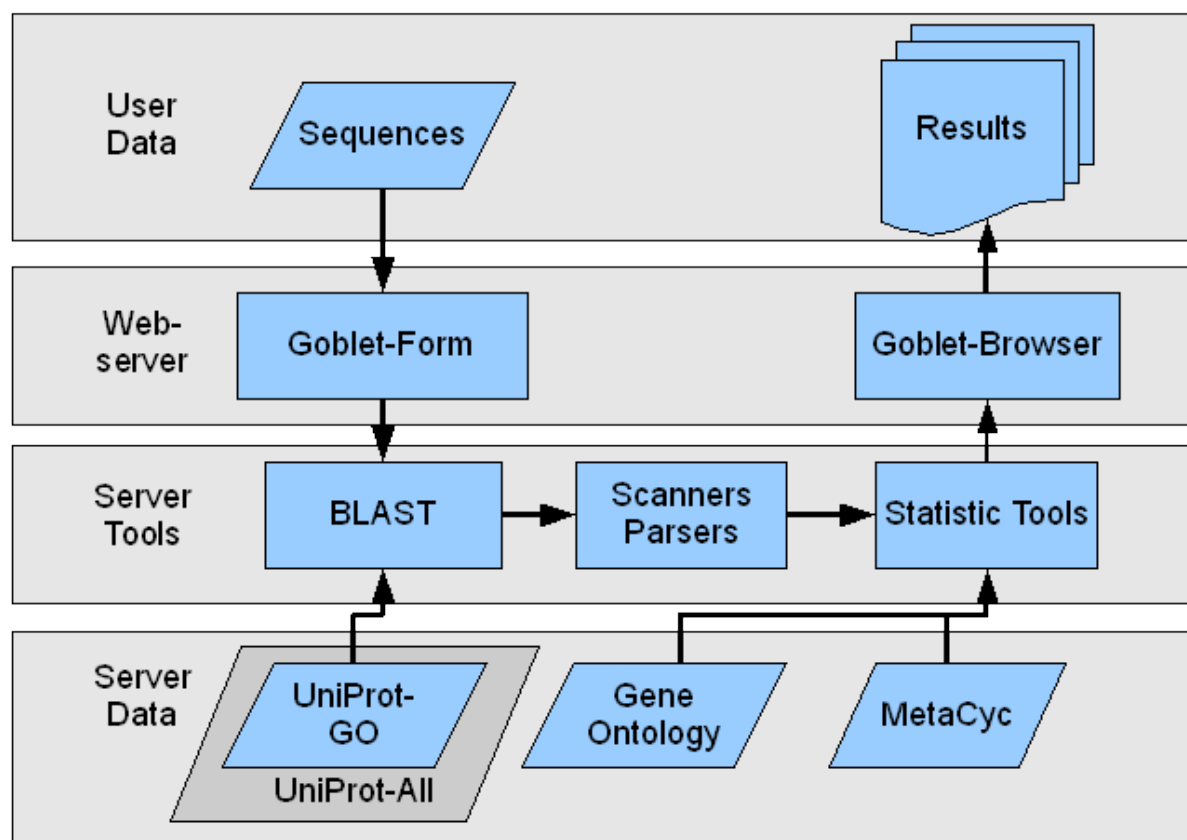 User
Data
Sequences
Results
Web-
server
Goblet-Form
Goblet-Browser
Server
Tools
BLAST
Scanners
Parsers
Statistic Tools
Server
Data
UniProt-
GO
UniProt-All
Gene
Ontology
MetaCyc